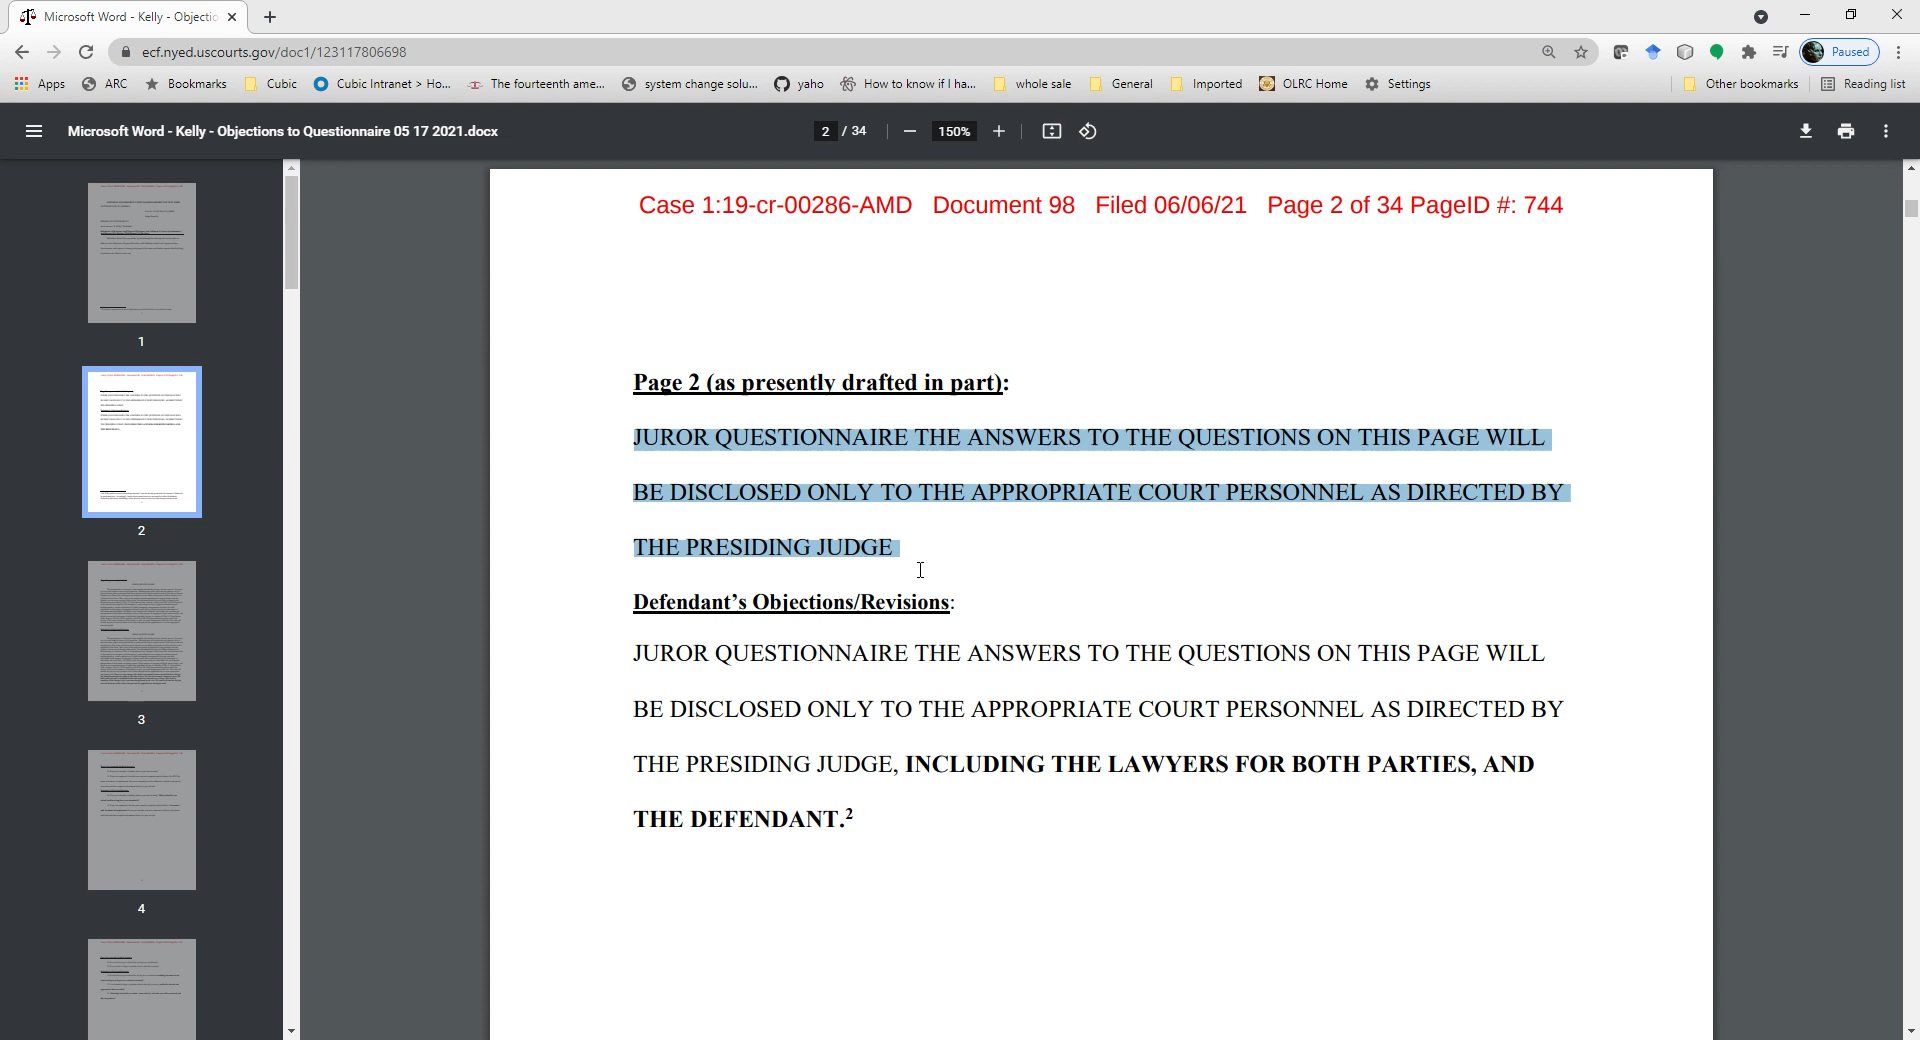 Microsoft Word - Kelly - Objectio
ecf.nyed.uscourts.gov/doc1/123117806698
Paused
Apps ARC Bookmarks Cubic Cubic Intranet > Ho... The fourteenth ame... system change solu... yaho How to know if I ha... whole sale General Imported OLRC Home Settings Other bookmarks Reading list
Microsoft Word - Kelly - Objections to Questionnaire 05 17 2021.docx 2 / 34 150%
1
2
3
4
Case 1:19-cr-00286-AMD Document 98 Filed 06/06/21 Page 2 of 34 PageID #: 744
Page 2 (as presently drafted in part):
JUROR QUESTIONNAIRE THE ANSWERS TO THE QUESTIONS ON THIS PAGE WILL
BE DISCLOSED ONLY TO THE APPROPRIATE COURT PERSONNEL AS DIRECTED BY
THE PRESIDING JUDGE
Defendant's Objections/Revisions:
JUROR QUESTIONNAIRE THE ANSWERS TO THE QUESTIONS ON THIS PAGE WILL
BE DISCLOSED ONLY TO THE APPROPRIATE COURT PERSONNEL AS DIRECTED BY
THE PRESIDING JUDGE, INCLUDING THE LAWYERS FOR BOTH PARTIES, AND
THE DEFENDANT.²